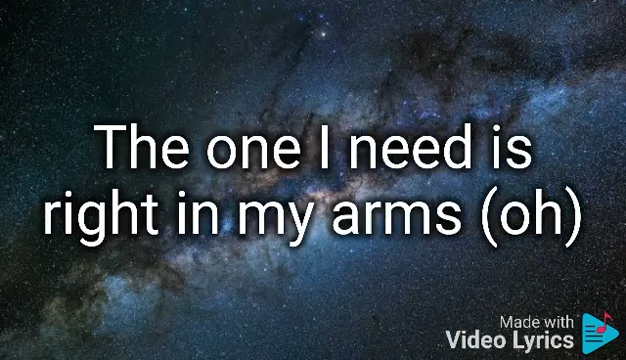 The one I need is
right in my arms (oh)
Made with
Video Lyrics